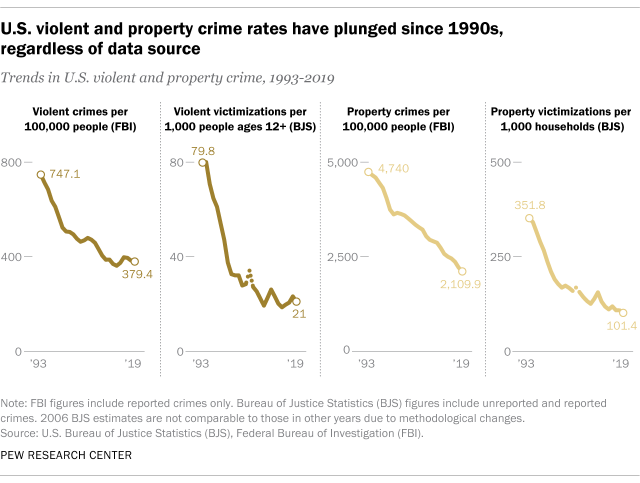 U.S. violent and property crime rates have plunged since 1990s,
regardless of data source
Trends in U.S. violent and property crime, 1993-2019
Violent crimes per
100,000 people (FBI)
800
747.1
400
379.4
0
'93
'19
Violent victimizations per
1,000 people ages 12+ (BJS)
79.8
80
40
21
0
'93
'19
Property crimes per
100,000 people (FBI)
5,000
4,740
2,500
2,109.9
0
'93
'19
Property victimizations per
1,000 households (BJS)
500
351.8
250
101.4
0
'93
'19
Note: FBI figures include reported crimes only. Bureau of Justice Statistics (BJS) figures include unreported and reported
crimes. 2006 BJS estimates are not comparable to those in other years due to methodological changes.
Source: U.S. Bureau of Justice Statistics (BJS), Federal Bureau of Investigation (FBI).
PEW RESEARCH CENTER